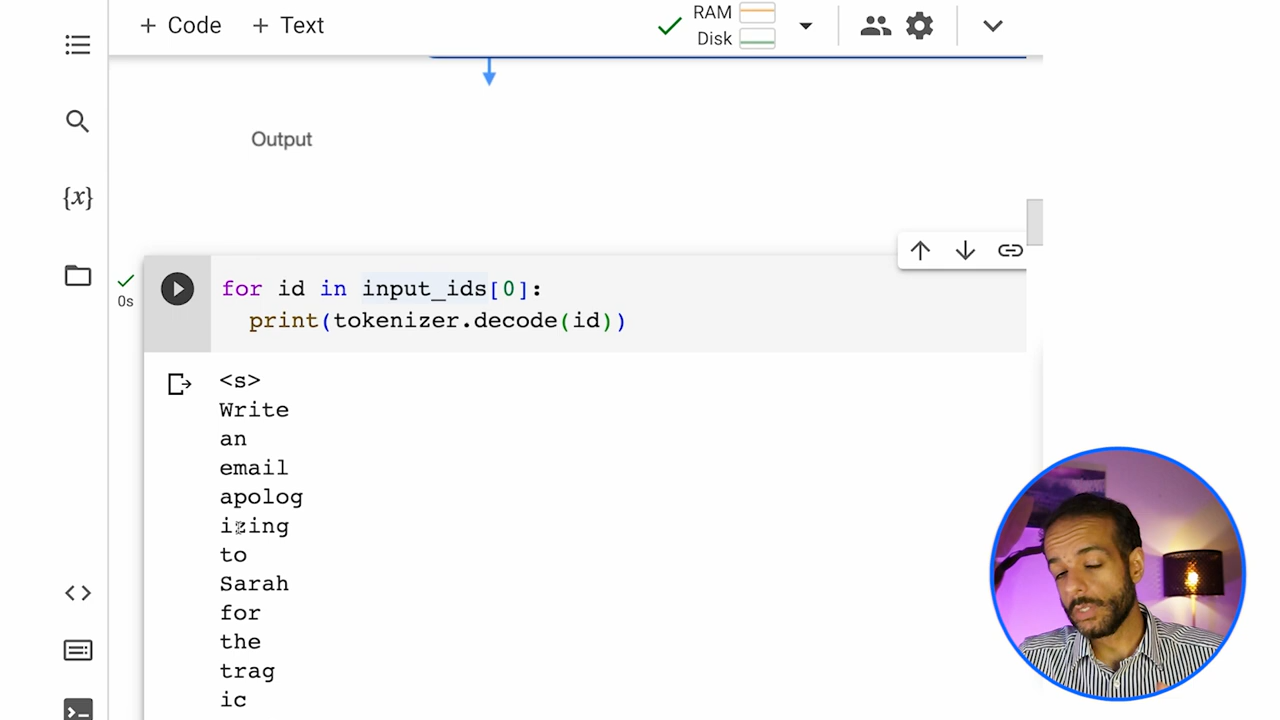 + Code + Text
RAM
Disk
Output
{x}
0s
for id in input_ids[0]:
print(tokenizer.decode(id))
<s>
Write
an
email
apolog
izing
to
Sarah
for
the
trag
ic